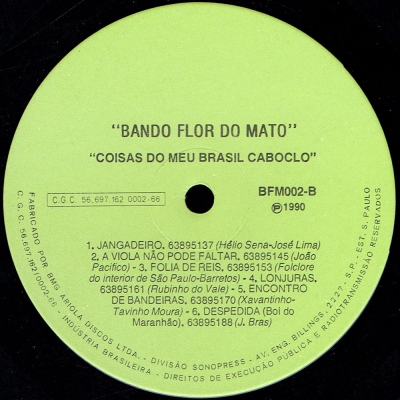 "BANDO FLOR DO MATO"
"COISAS DO MEU BRASIL CABOCLO"
C.G.C. 56.697.162 0002-66
BFM002-B
Ⓟ 1990
1. JANGADEIRO. 63895137 (Hélio Sena-José Lima)
2. A VIOLA NÃO PODE FALTAR. 63895145 (João
Pacífico) - 3. FOLIA DE REIS. 63895153 (Folclore
do interior de São Paulo-Barretos) - 4. LONJURAS.
63895161 (Rubinho do Vale) - 5. ENCONTRO
DE BANDEIRAS. 63895170 (Xavantinho-
Tavinho Moura) - 6. DESPEDIDA (Boi do
Maranhão). 63895188 (J. Bras)
FABRICADO POR BMG ARIOLA DISCOS LTDA. - DIVISÃO SONOPRESS - AV. ENG. BILLINGS, 2227 - S.P. - EST. S. PAULO
C.G.C. 56.697.162/0002-66 - INDÚSTRIA BRASILEIRA - DIREITOS DE EXECUÇÃO PÚBLICA E RADIOTRANSMISSÃO RESERVADOS